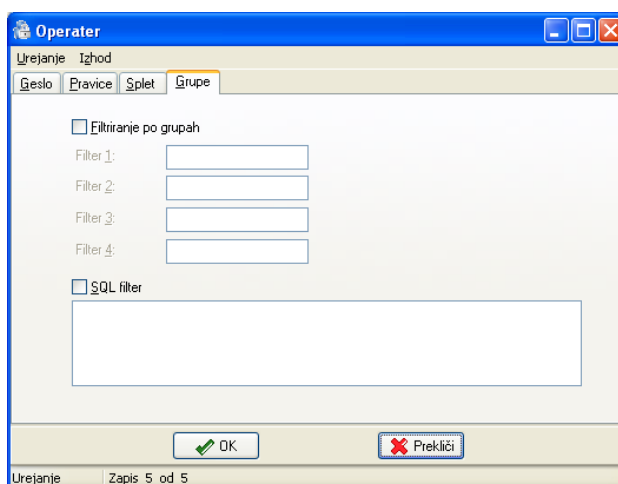 Operater
Urejanje Izhod
Geslo Pravice Splet Grupe
Filtriranje po grupah
Filter 1:
Filter 2:
Filter 3:
Filter 4:
SQL filter
OK Prekliči
Urejanje Zapis 5 od 5